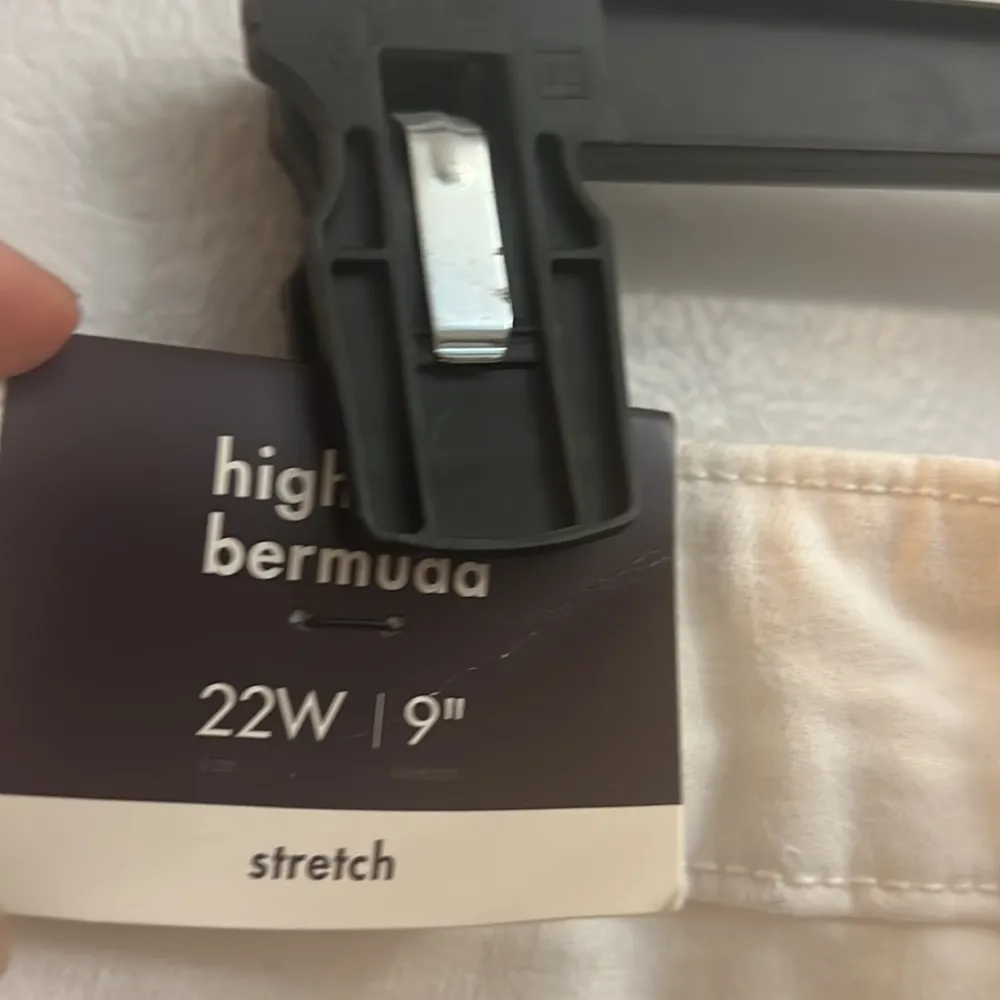 high
bermuda
22W | 9"
stretch